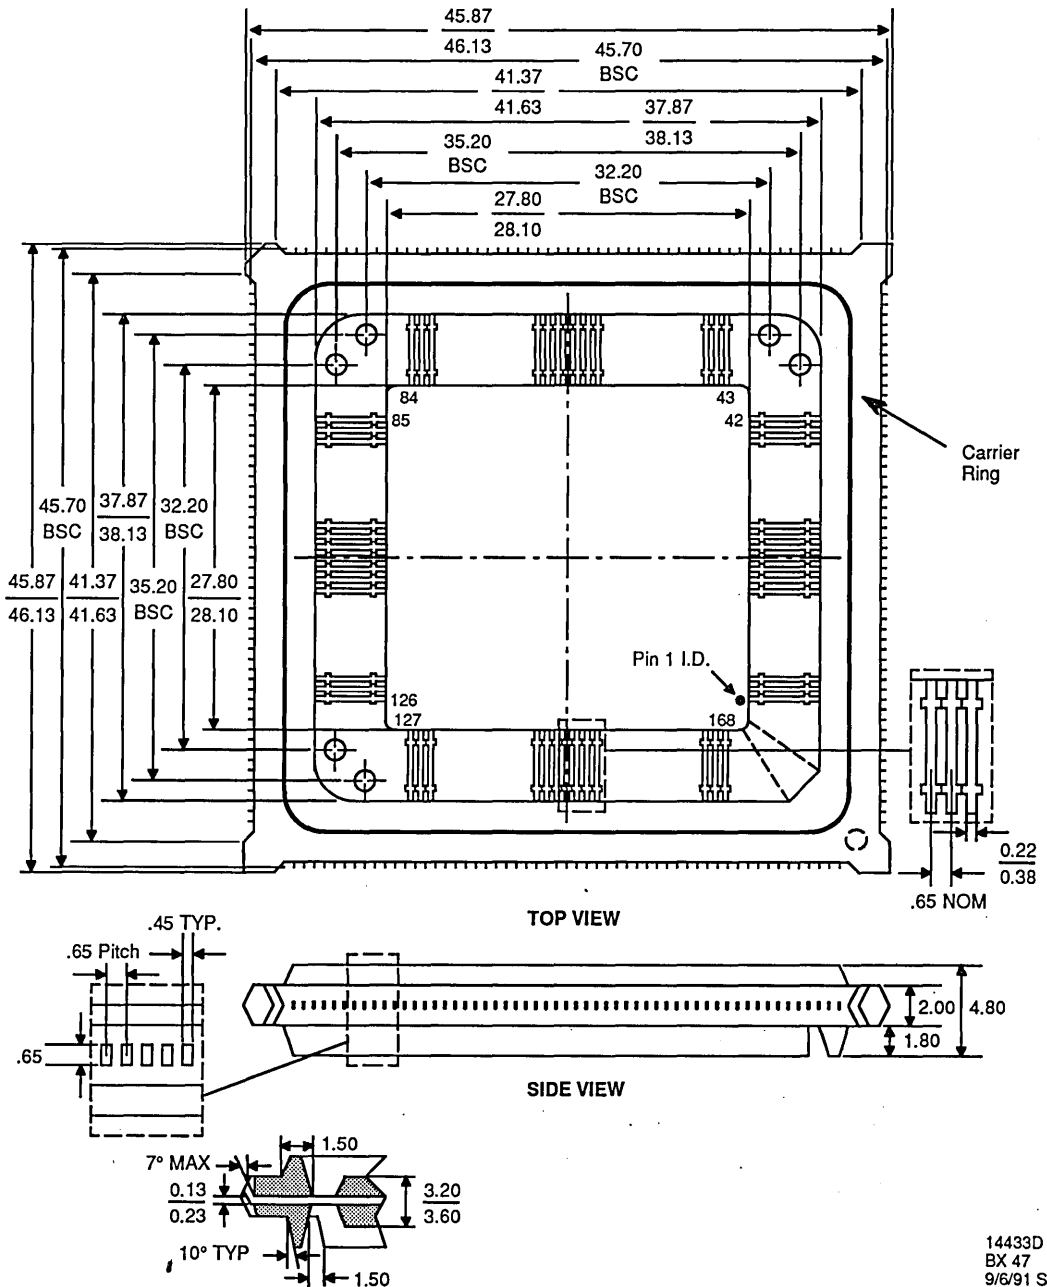 45.87
46.13
45.70
BSC
41.37
41.63
37.87
38.13
35.20
BSC
32.20
BSC
27.80
28.10
84
43
85
42
Carrier
Ring
45.70
BSC
37.87
38.13
32.20
BSC
45.87
46.13
41.37
41.63
35.20
BSC
27.80
28.10
Pin 1 I.D.
126
127
168
0.22
0.38
.65 NOM
TOP VIEW
.45 TYP.
.65 Pitch
.65
2.00
4.80
1.80
SIDE VIEW
1.50
7° MAX
0.13
0.23
3.20
3.60
10° TYP
1.50
14433D
BX 47
9/6/91 S